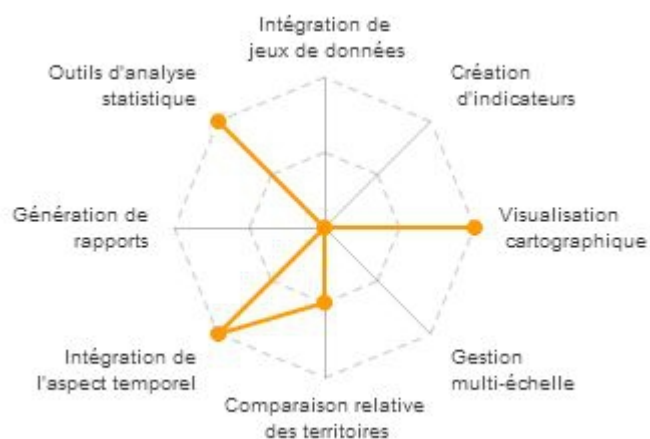 Intégration de
jeux de données
Création
d'indicateurs
Visualisation
cartographique
Gestion
multi-échelle
Comparaison relative
des territoires
Intégration de
l'aspect temporel
Génération de
rapports
Outils d'analyse
statistique